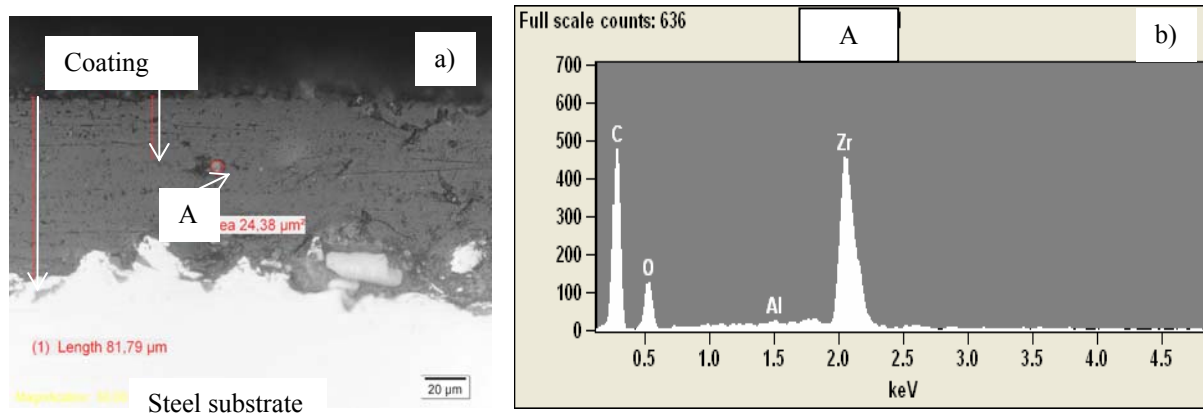 Coating
a)
A
ea 24,38 µm²
(1) Length 81,79 µm
20 µm
Steel substrate
Full scale counts: 636
A
b)
700
600
500
400
300
200
100
0
C
O
Al
Zr
0.5 1.0 1.5 2.0 2.5 3.0 3.5 4.0 4.5
keV